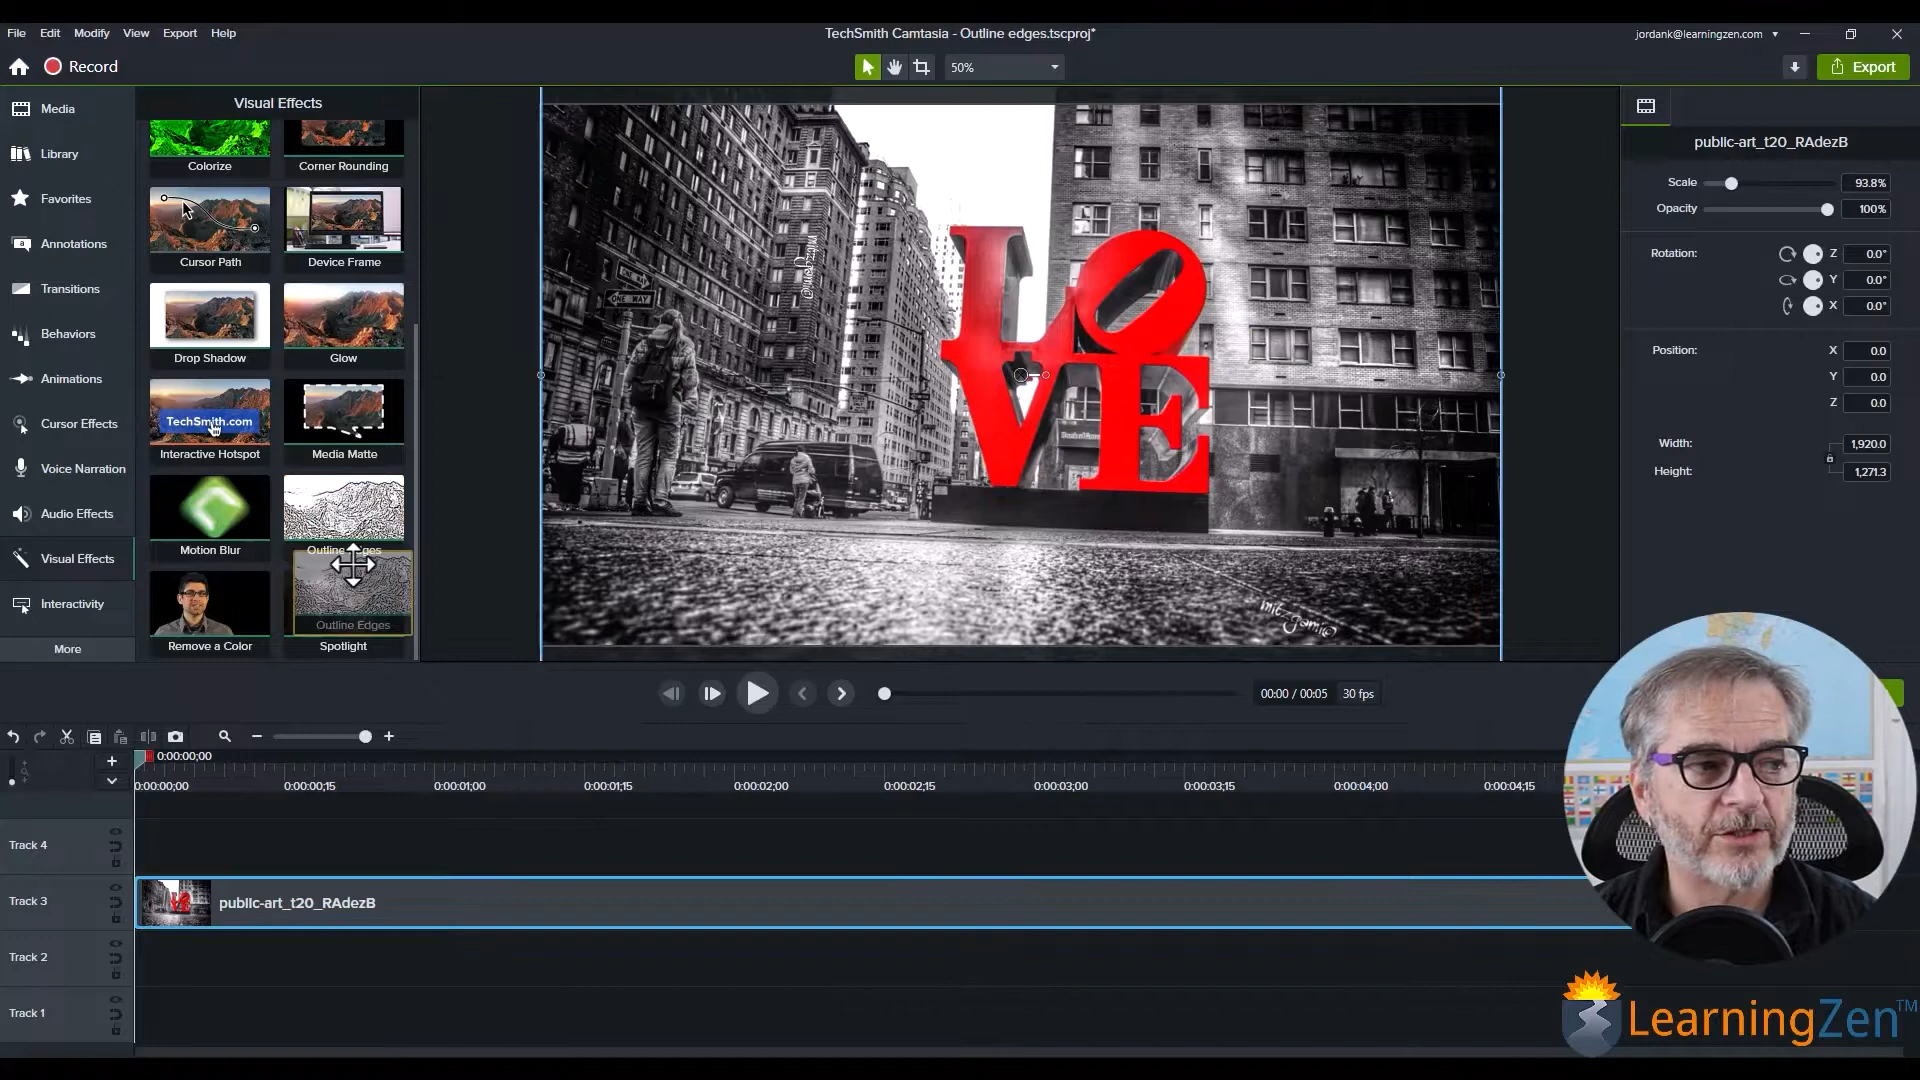 File Edit Modify View Export Help
TechSmith Camtasia - Outline edges.tscproj*
jordank@learningzen.com
Record
50%
Export
Media
Library
Favorites
Annotations
Transitions
Behaviors
Animations
Cursor Effects
Voice Narration
Audio Effects
Visual Effects
Interactivity
More
Visual Effects
Colorize
Corner Rounding
Cursor Path
Device Frame
Drop Shadow
Glow
TechSmith.com
Interactive Hotspot
Media Matte
Motion Blur
Outline Edges
Outline Edges
Remove a Color
Spotlight
ONE WAY
LOVE
mitzgami©
mitzgami©
public-art_t20_RAdezB
Scale 93.8%
Opacity 100%
Rotation: Z 0.0°
Y 0.0°
X 0.0°
Position: X 0.0
Y 0.0
Z 0.0
Width: 1,920.0
Height: 1,271.3
00:00 / 00:05 30 fps
0:00:00;00
0:00:00;00 0:00:00;15 0:00:01;00 0:00:01;15 0:00:02;00 0:00:02;15 0:00:03;00 0:00:03;15 0:00:04;00 0:00:04;15
Track 4
Track 3
public-art_t20_RAdezB
Track 2
Track 1
LearningZen™